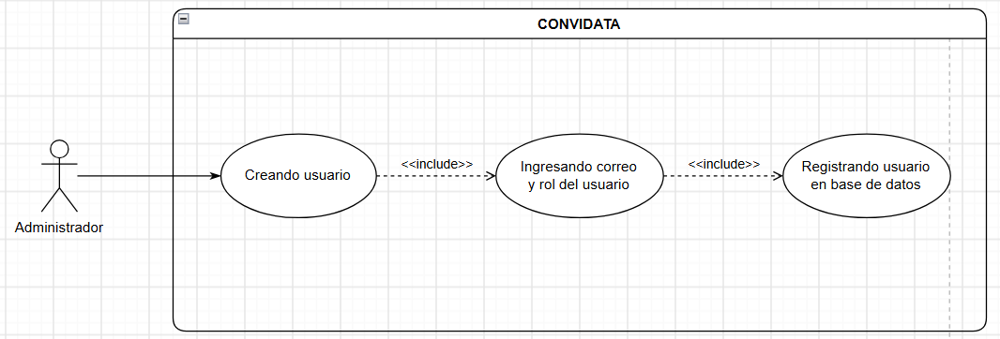 CONVIDATA
Creando usuario
<<include>>
Ingresando correo
y rol del usuario
<<include>>
Registrando usuario
en base de datos
Administrador